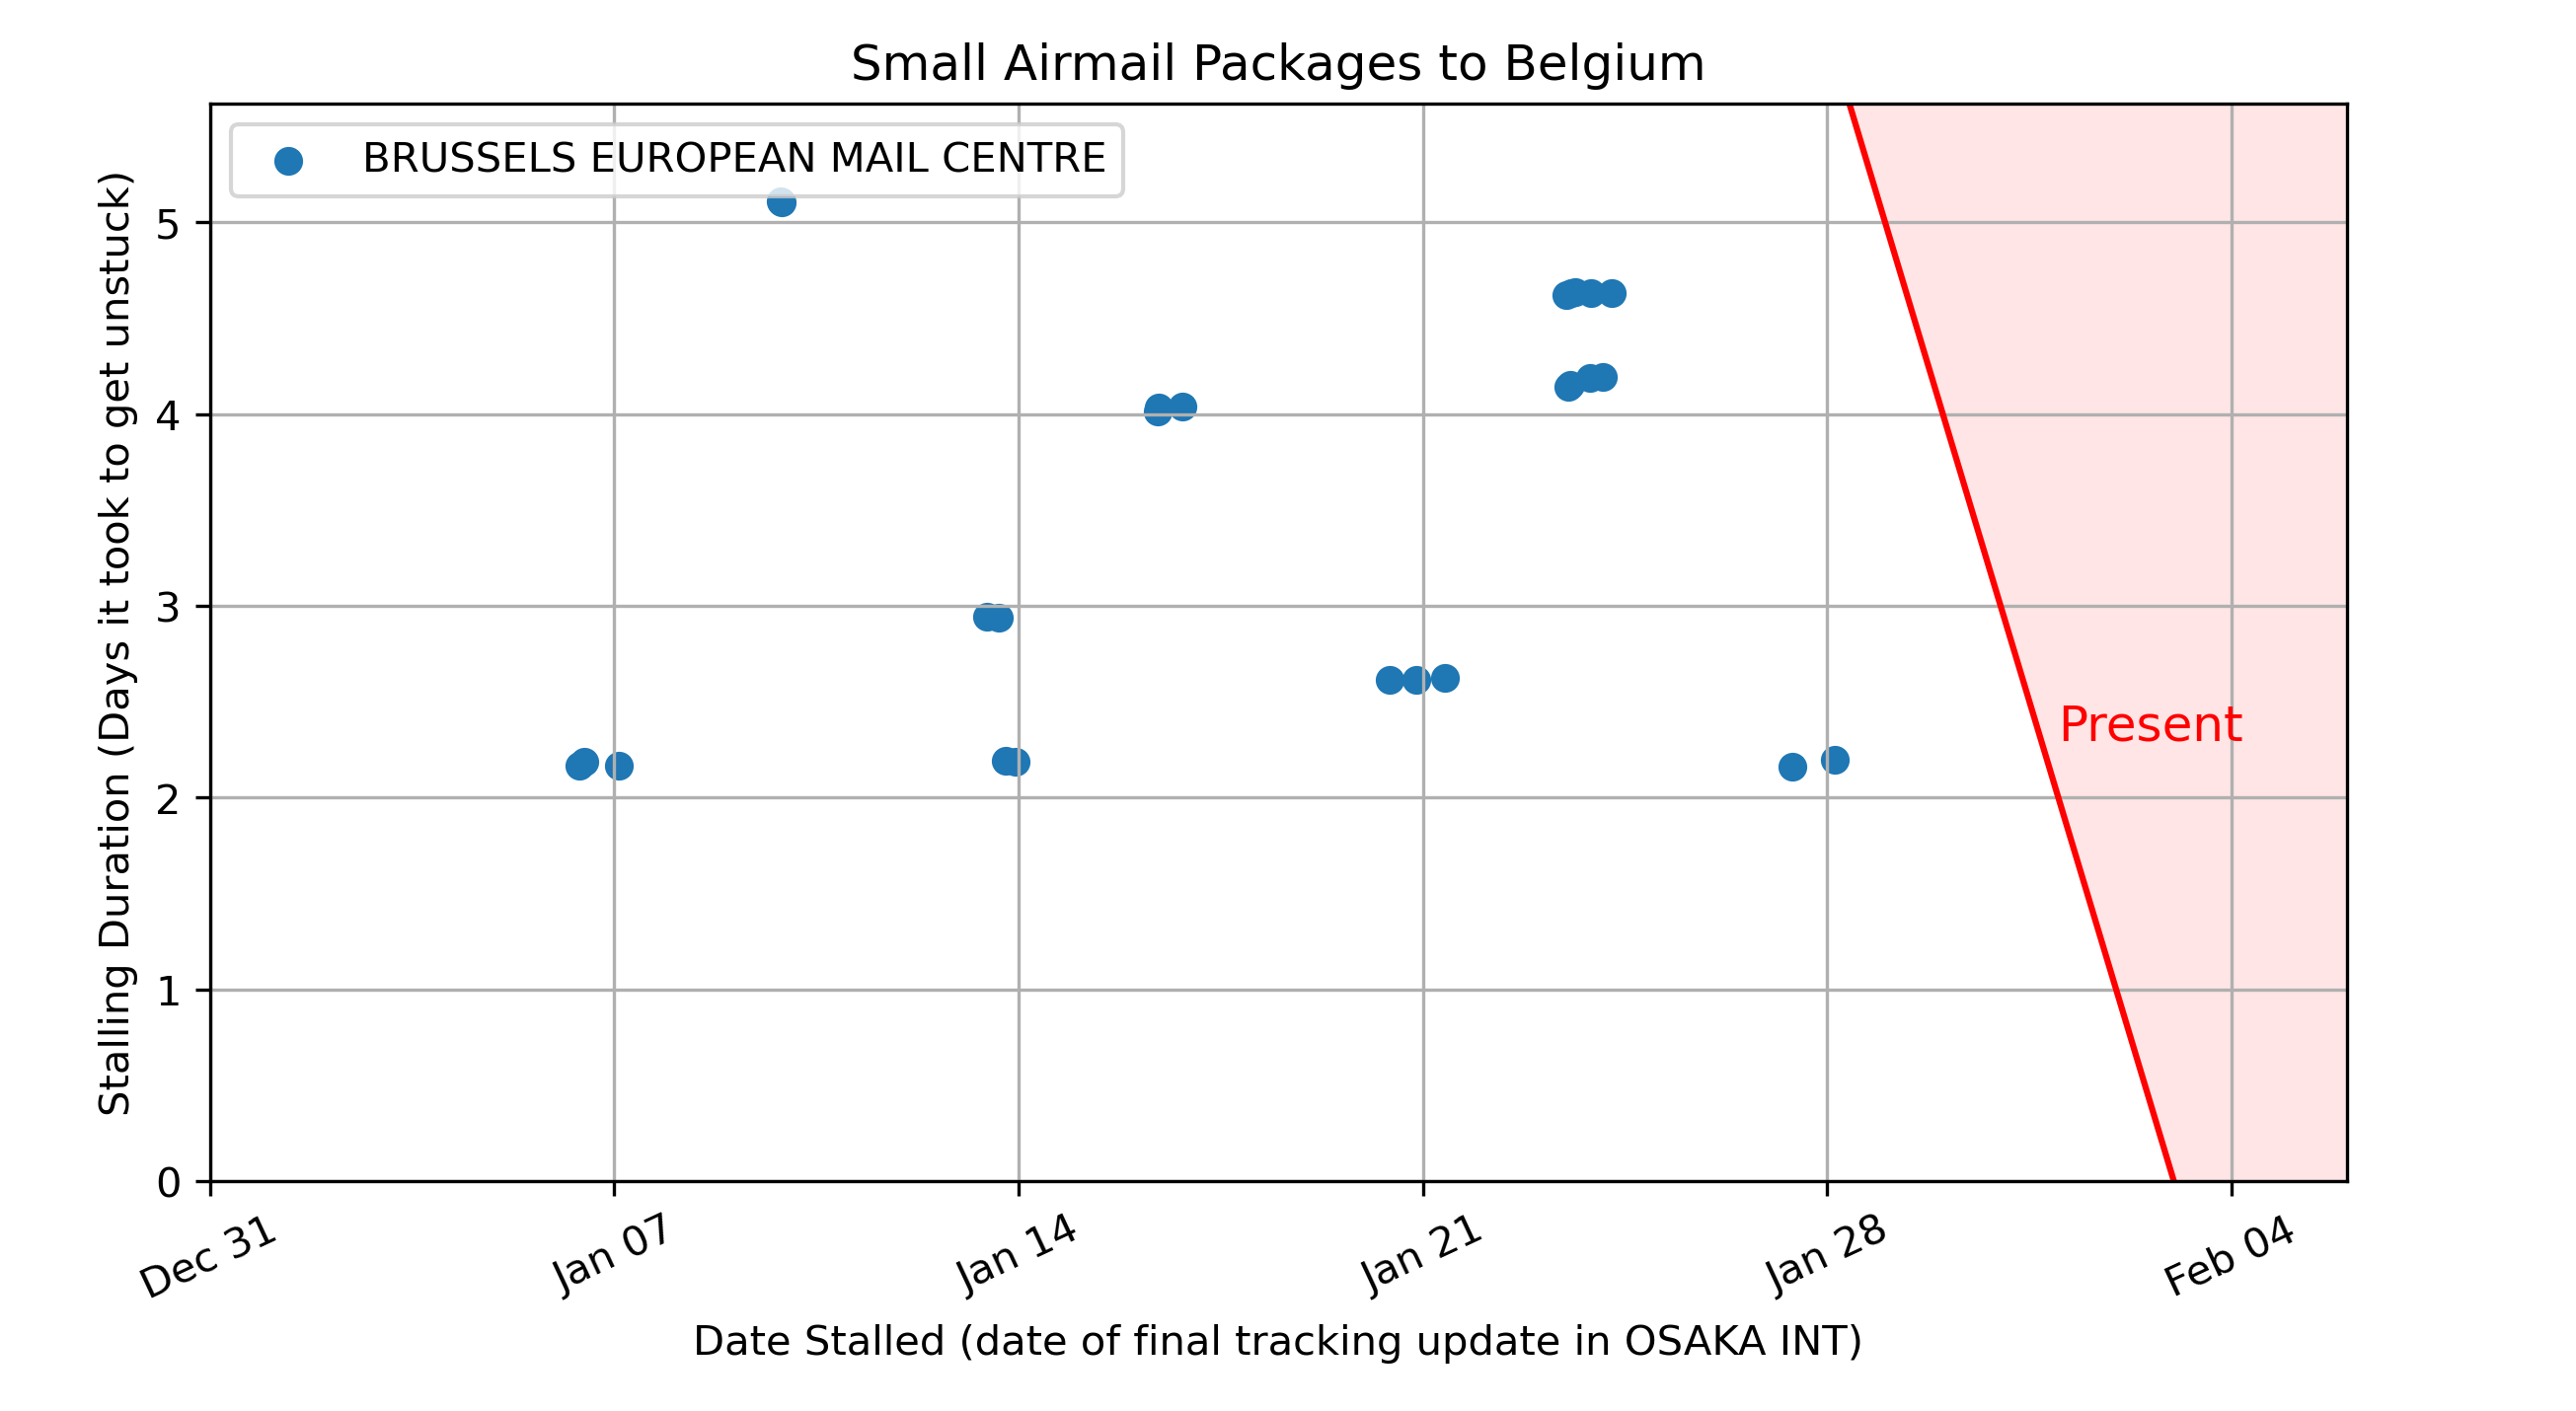 Small Airmail Packages to Belgium
BRUSSELS EUROPEAN MAIL CENTRE
Stalling Duration (Days it took to get unstuck)
5
4
3
2
1
0
Present
Dec 31
Jan 07
Jan 14
Jan 21
Jan 28
Feb 04
Date Stalled (date of final tracking update in OSAKA INT)